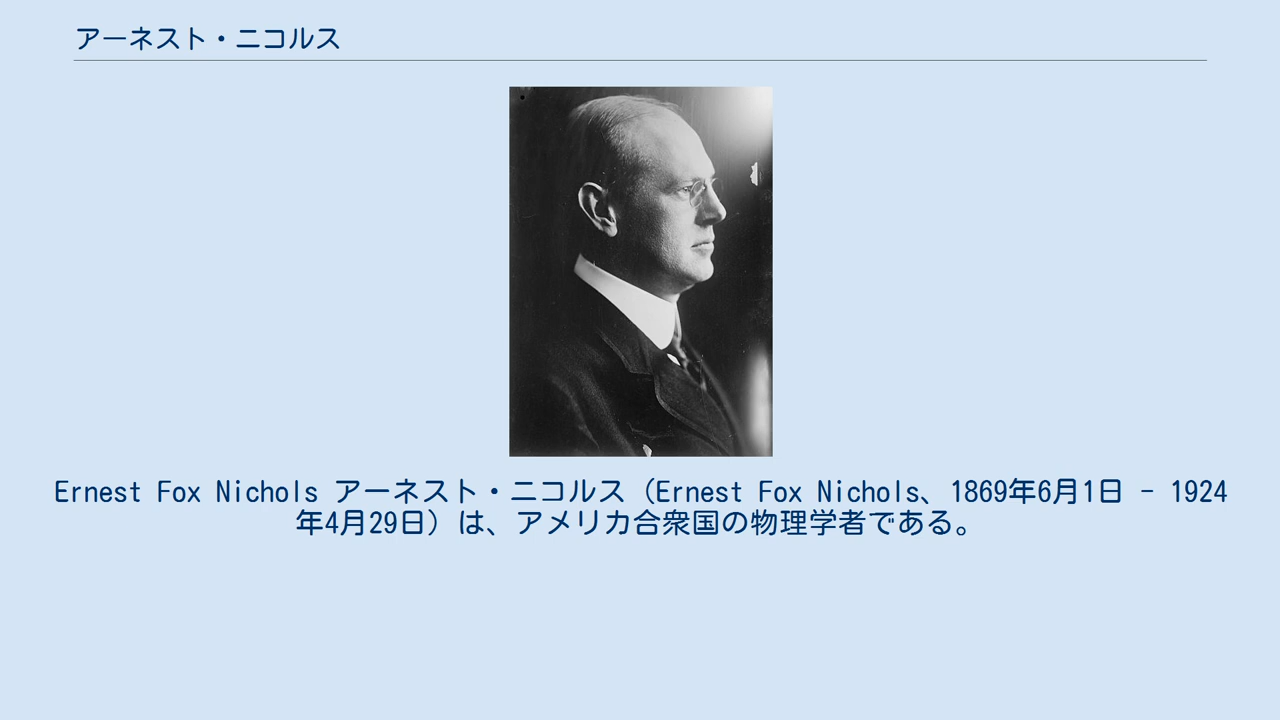 アーネスト・ニコルス
Ernest Fox Nichols アーネスト・ニコルス（Ernest Fox Nichols、1869年6月1日 - 1924
年4月29日）は、アメリカ合衆国の物理学者である。